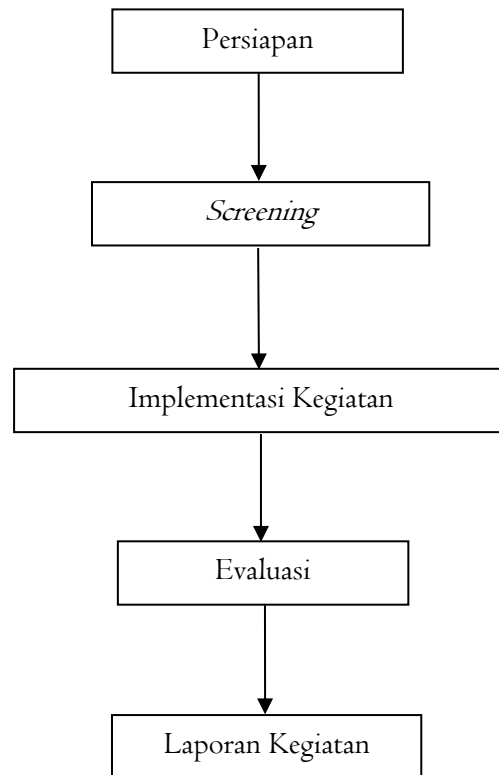 Persiapan
Screening
Implementasi Kegiatan
Evaluasi
Laporan Kegiatan